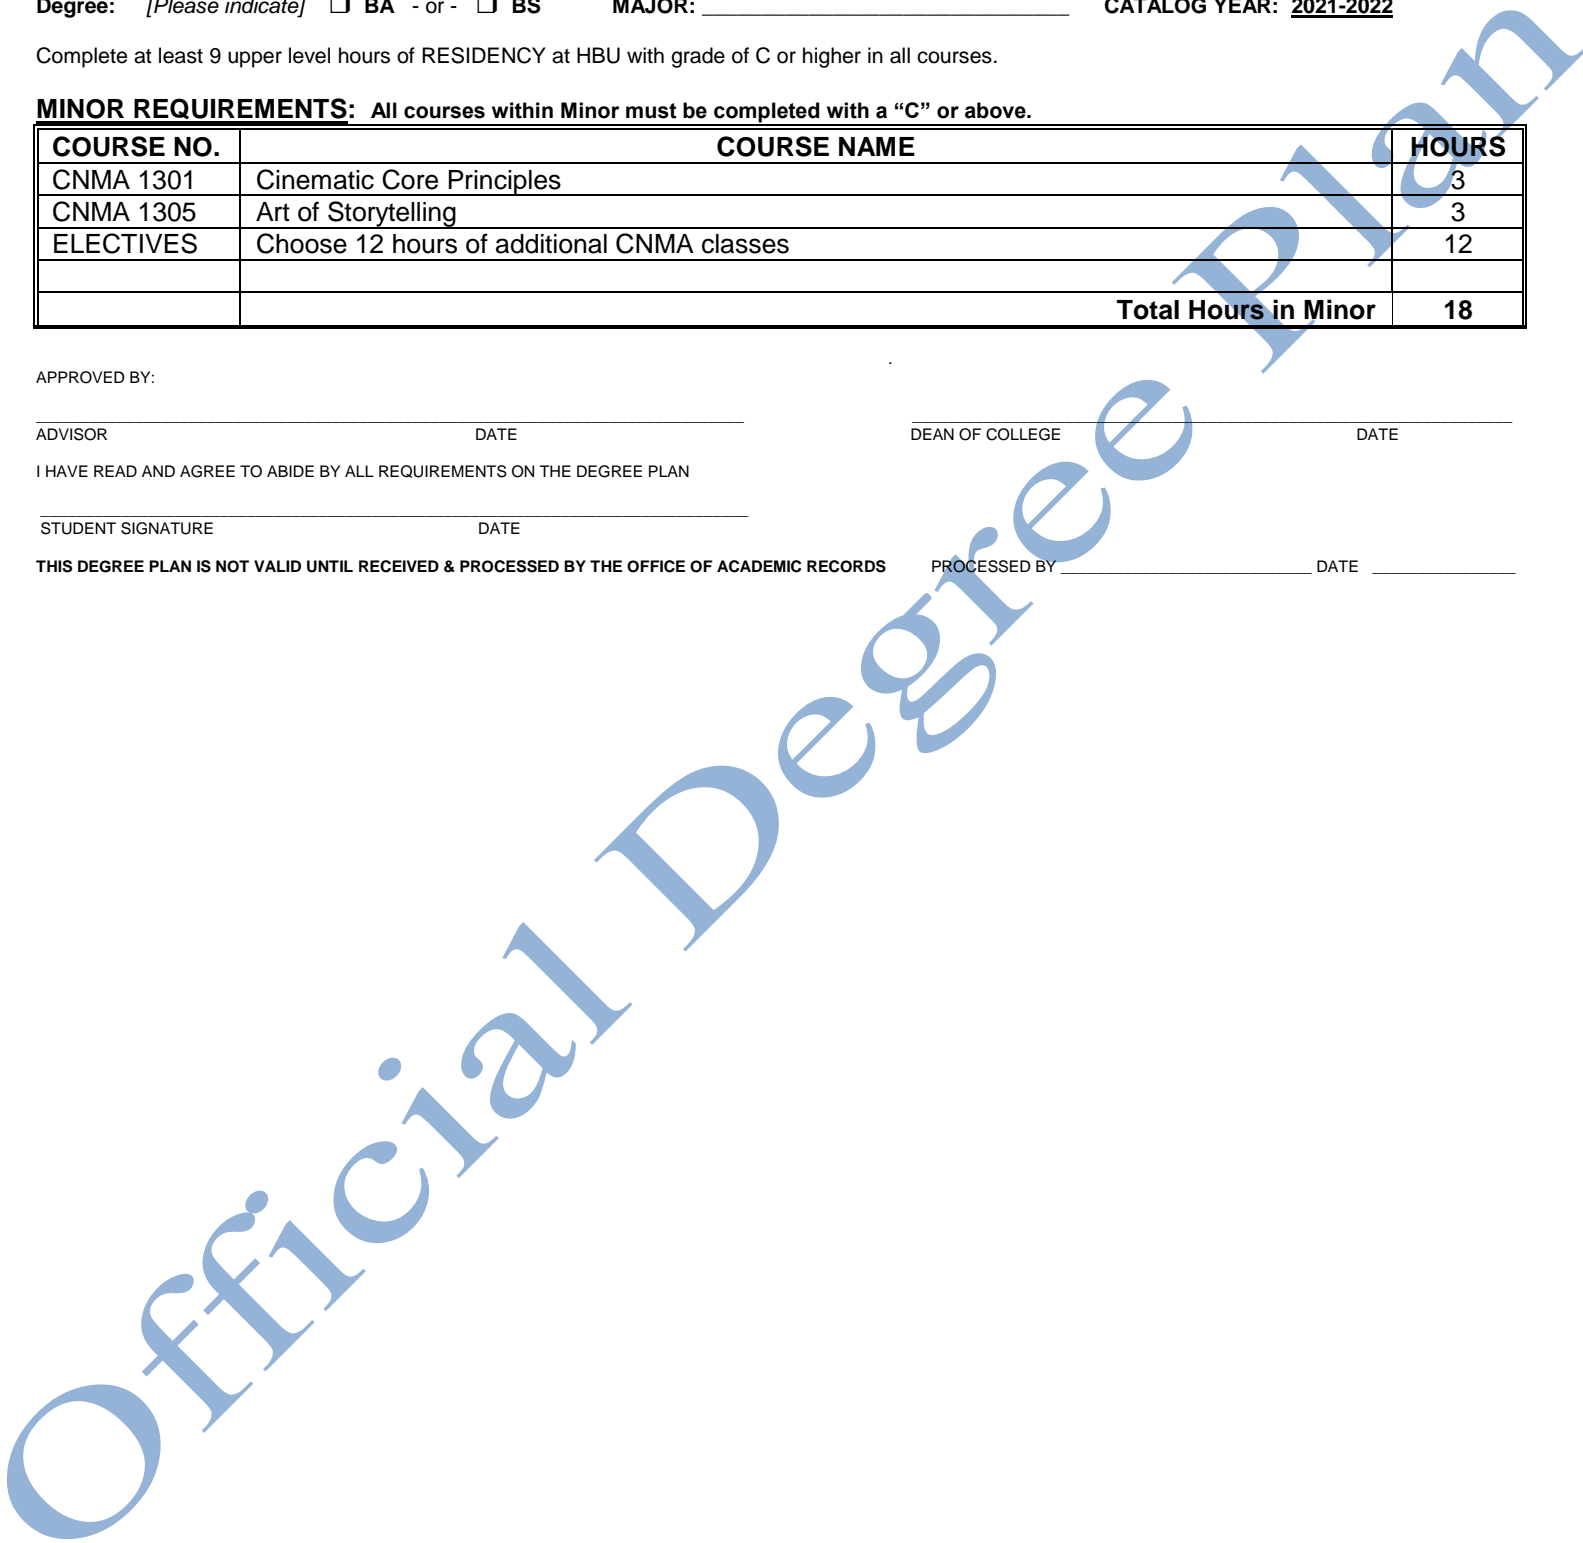 Degree: [Please indicate] ❒ BA - or - ❒ BS MAJOR: _______________________________ CATALOG YEAR: 2021-2022
Complete at least 9 upper level hours of RESIDENCY at HBU with grade of C or higher in all courses.
MINOR REQUIREMENTS: All courses within Minor must be completed with a “C” or above.
COURSE NO. COURSE NAME HOURS
CNMA 1301 Cinematic Core Principles 3
CNMA 1305 Art of Storytelling 3
ELECTIVES Choose 12 hours of additional CNMA classes 12
Total Hours in Minor 18
.
APPROVED BY:
ADVISOR DATE DEAN OF COLLEGE DATE
I HAVE READ AND AGREE TO ABIDE BY ALL REQUIREMENTS ON THE DEGREE PLAN
STUDENT SIGNATURE DATE
THIS DEGREE PLAN IS NOT VALID UNTIL RECEIVED & PROCESSED BY THE OFFICE OF ACADEMIC RECORDS PROCESSED BY ____________________________ DATE ________________
Official Degree Plan